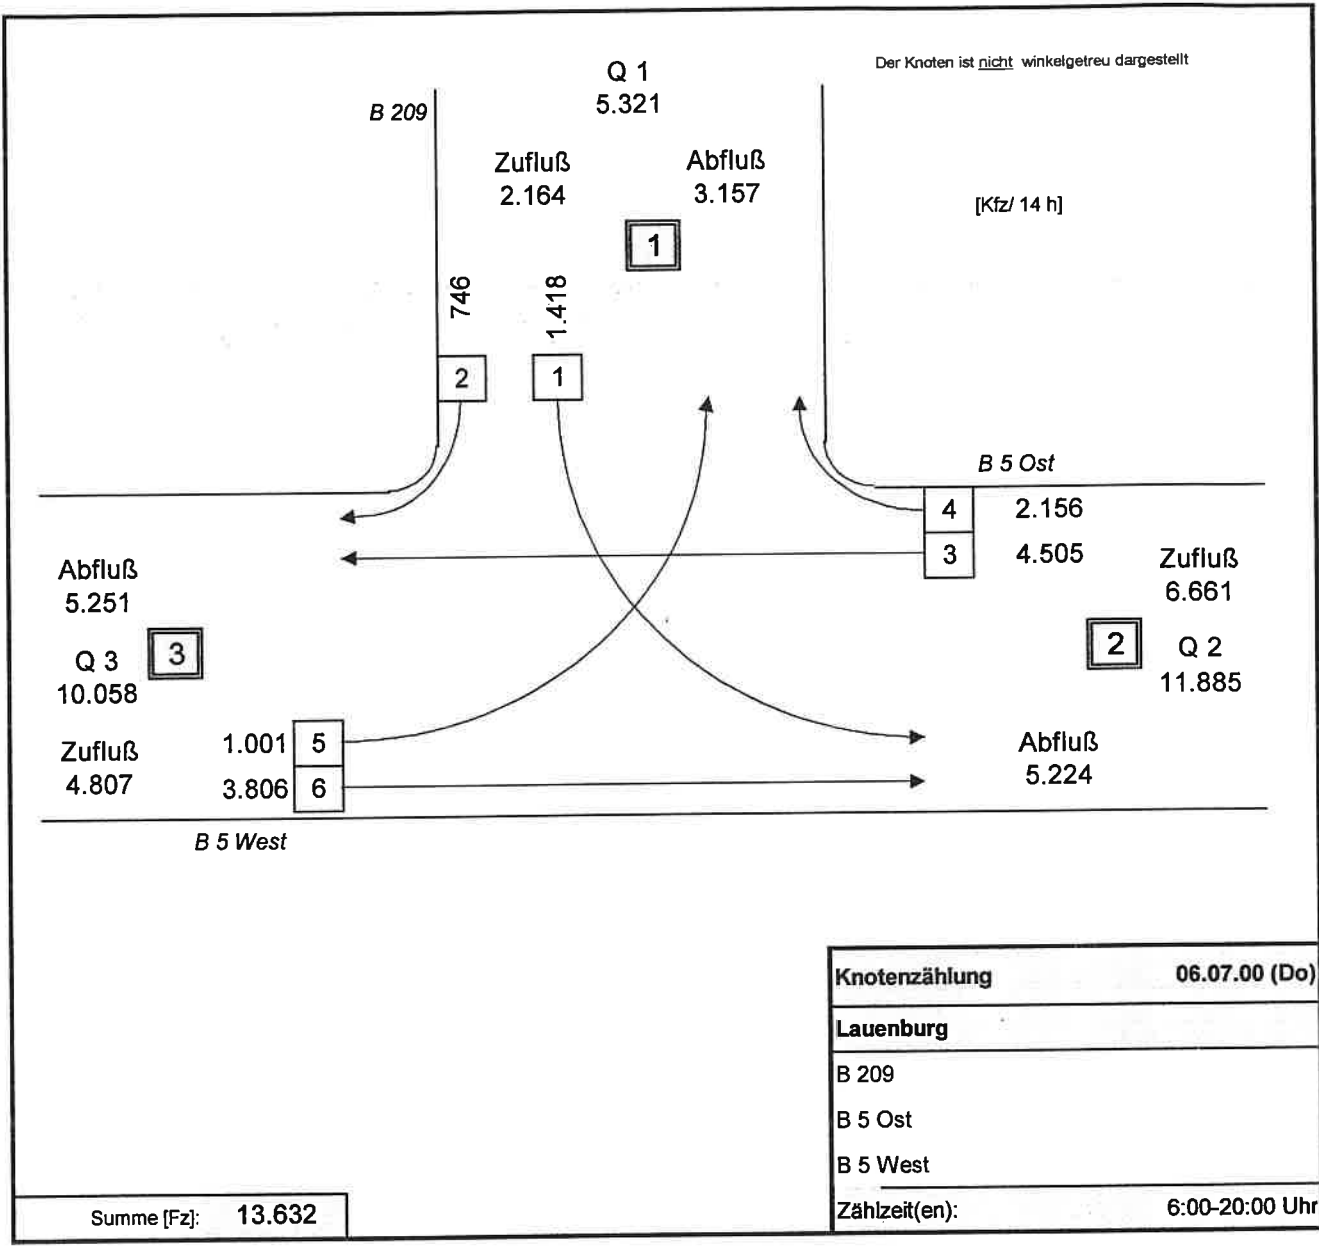 Der Knoten ist nicht winkelgetreu dargestellt
Q 1
5.321
B 209
Zufluß
2.164
Abfluß
3.157
[Kfz/ 14 h]
1
746
1.418
2
1
B 5 Ost
4 2.156
3 4.505
Zufluß
6.661
2
Q 2
11.885
Abfluß
5.224
Abfluß
5.251
Q 3
10.058
3
Zufluß
4.807
1.001 5
3.806 6
B 5 West
Knotenzählung 06.07.00 (Do)
Lauenburg
B 209
B 5 Ost
B 5 West
Zählzeit(en): 6:00-20:00 Uhr
Summe [Fz]: 13.632